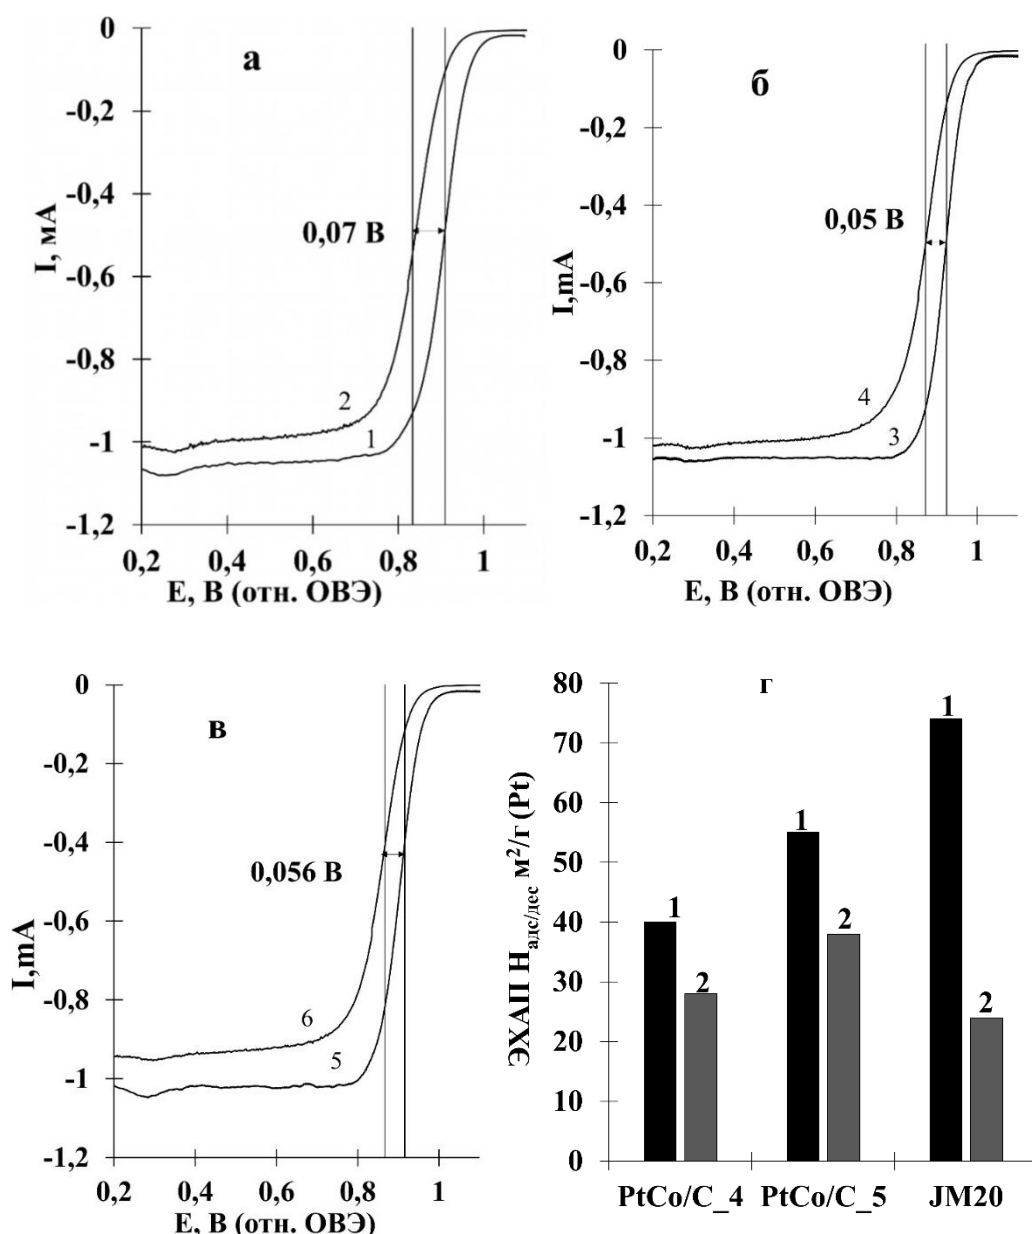 а
I, мА
0
-0,2
-0,4
-0,6
-0,8
-1
-1,2
0,07 В
2
1
0,2 0,4 0,6 0,8 1
E, В (отн. ОВЭ)
б
I,mA
0
-0,2
-0,4
-0,6
-0,8
-1
-1,2
0,05 В
4
3
0,2 0,4 0,6 0,8 1
E, В (отн. ОВЭ)
в
I,mA
0
-0,2
-0,4
-0,6
-0,8
-1
-1,2
0,056 В
6
5
0,2 0,4 0,6 0,8 1
E, В (отн. ОВЭ)
г
ЭХАП Hадс/дес м²/г (Pt)
80
70
60
50
40
30
20
10
0
1 2
1 2
1 2
PtCo/C_4 PtCo/C_5 JM20